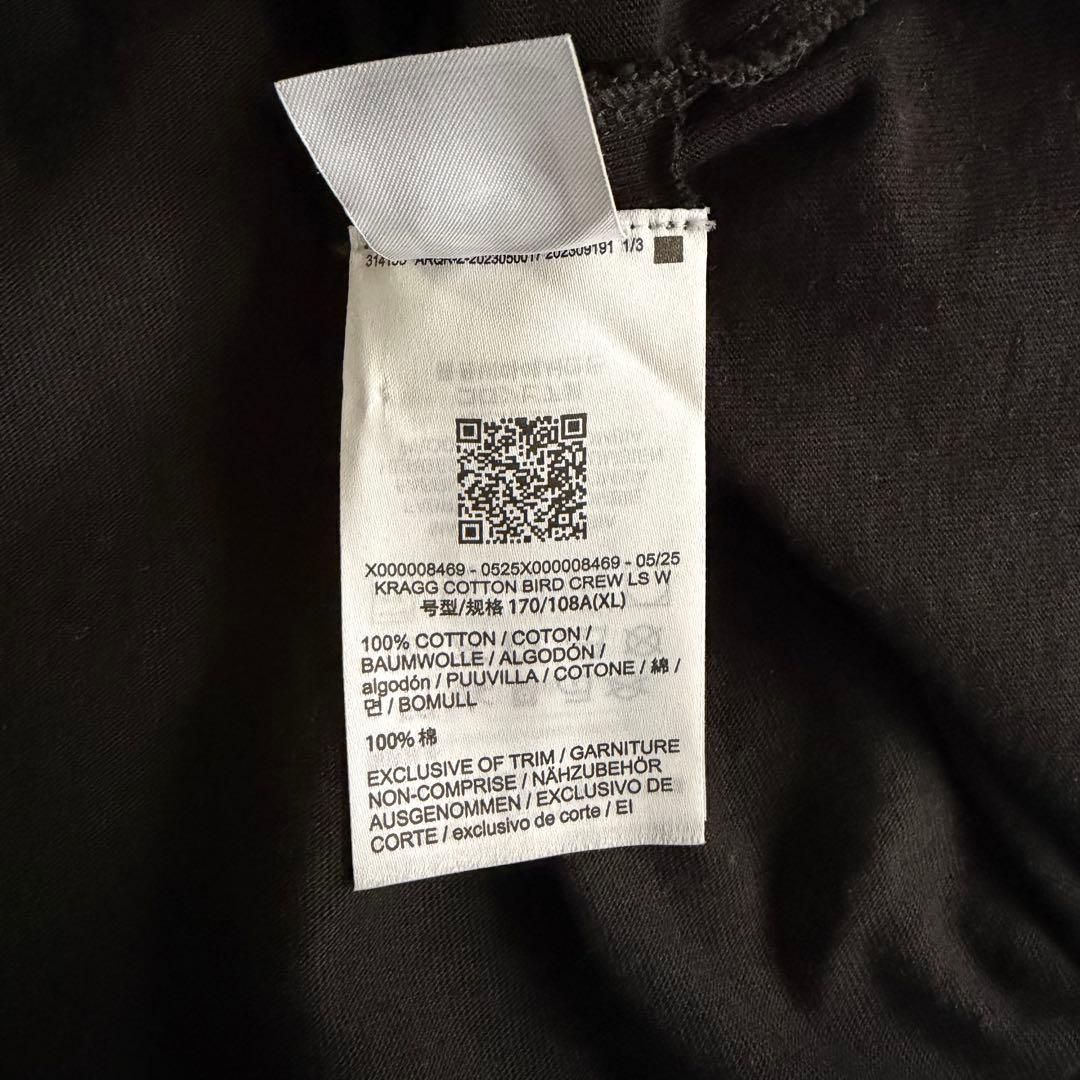 1/3
X000008469 - 0525X000008469 - 05/25
KRAGG COTTON BIRD CREW LS W
号型/规格 170/108A(XL)
100% COTTON / COTON /
BAUMWOLLE / ALGODÓN /
algodón / PUUVILLA / COTONE / 綿 /
면 / BOMULL
100% 棉
EXCLUSIVE OF TRIM / GARNITURE
NON-COMPRISE / NÄHZUBEHÖR
AUSGENOMMEN / EXCLUSIVO DE
CORTE / exclusivo de corte / EI